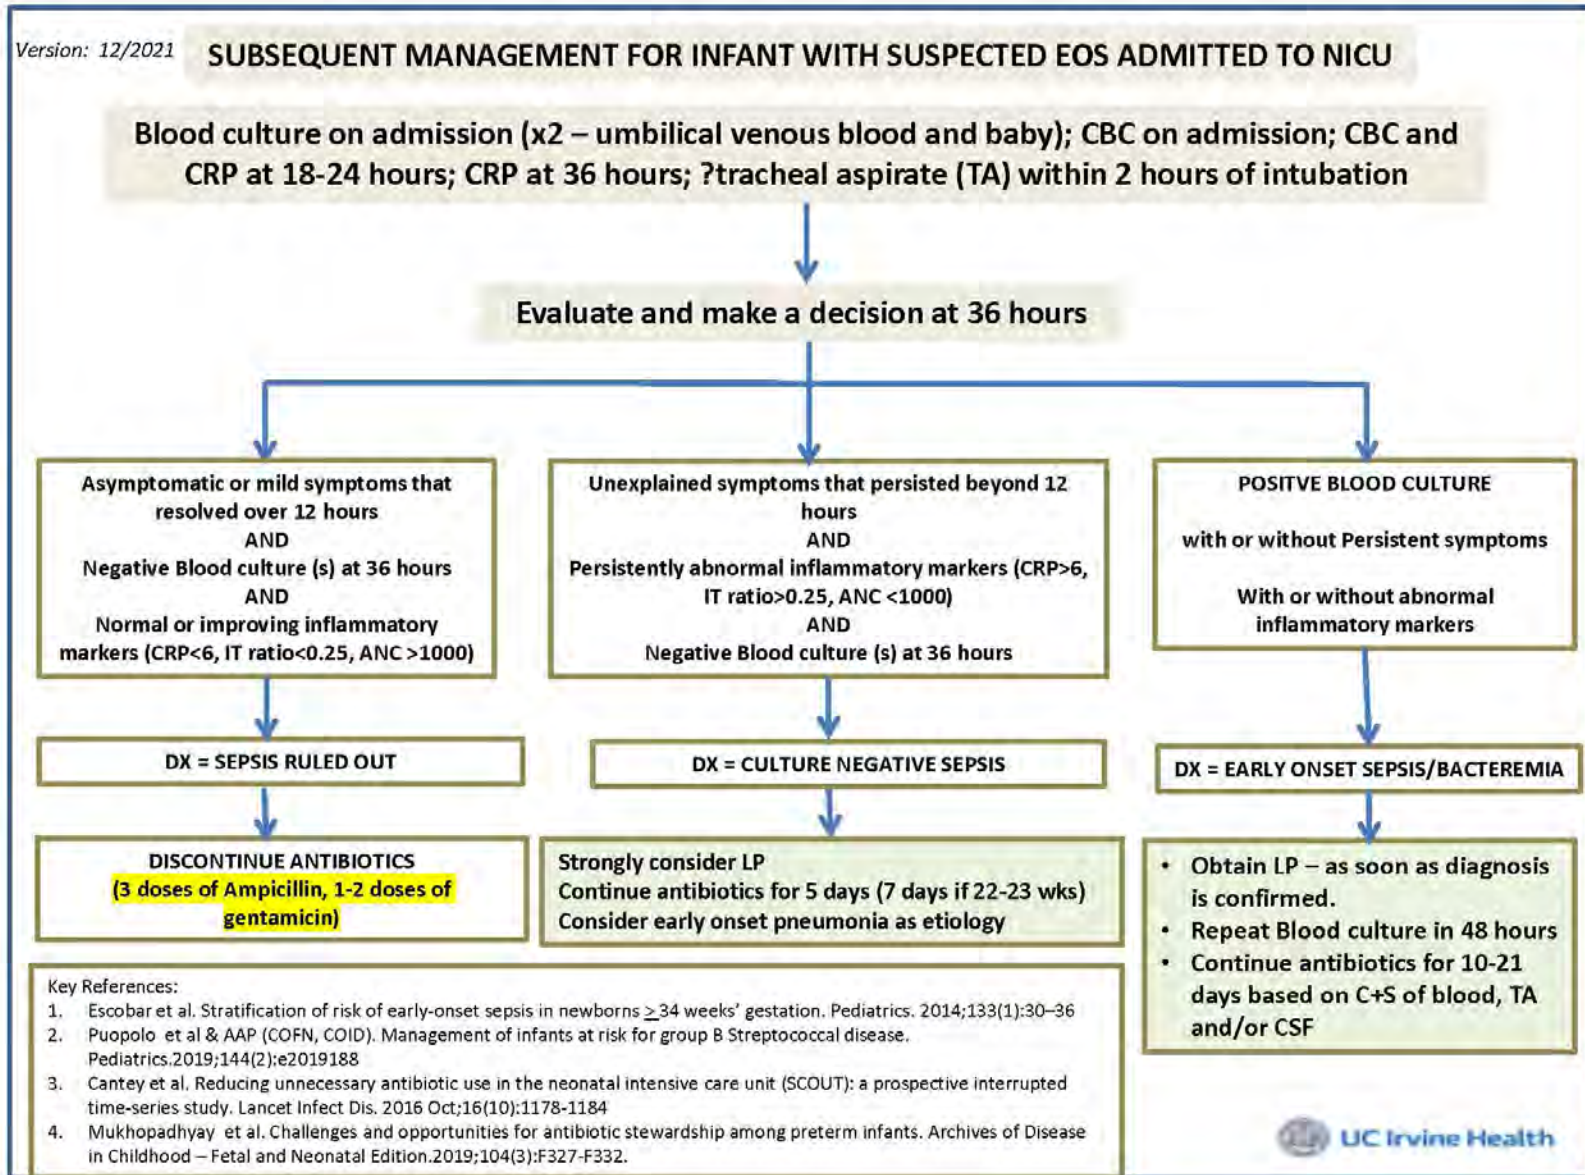 Version: 12/2021
SUBSEQUENT MANAGEMENT FOR INFANT WITH SUSPECTED EOS ADMITTED TO NICU
Blood culture on admission (x2 – umbilical venous blood and baby); CBC on admission; CBC and
CRP at 18-24 hours; CRP at 36 hours; ?tracheal aspirate (TA) within 2 hours of intubation
Evaluate and make a decision at 36 hours
Asymptomatic or mild symptoms that
resolved over 12 hours
AND
Negative Blood culture (s) at 36 hours
AND
Normal or improving inflammatory
markers (CRP<6, IT ratio<0.25, ANC >1000)
DX = SEPSIS RULED OUT
DISCONTINUE ANTIBIOTICS
(3 doses of Ampicillin, 1-2 doses of
gentamicin)
Unexplained symptoms that persisted beyond 12
hours
AND
Persistently abnormal inflammatory markers (CRP>6,
IT ratio>0.25, ANC <1000)
AND
Negative Blood culture (s) at 36 hours
DX = CULTURE NEGATIVE SEPSIS
Strongly consider LP
Continue antibiotics for 5 days (7 days if 22-23 wks)
Consider early onset pneumonia as etiology
POSITVE BLOOD CULTURE
with or without Persistent symptoms
With or without abnormal
inflammatory markers
DX = EARLY ONSET SEPSIS/BACTEREMIA
• Obtain LP – as soon as diagnosis
is confirmed.
• Repeat Blood culture in 48 hours
• Continue antibiotics for 10-21
days based on C+S of blood, TA
and/or CSF
Key References:
1. Escobar et al. Stratification of risk of early-onset sepsis in newborns >34 weeks' gestation. Pediatrics. 2014;133(1):30–36
2. Puopolo et al & AAP (COFN, COID). Management of infants at risk for group B Streptococcal disease.
Pediatrics.2019;144(2):e2019188
3. Cantey et al. Reducing unnecessary antibiotic use in the neonatal intensive care unit (SCOUT): a prospective interrupted
time-series study. Lancet Infect Dis. 2016 Oct;16(10):1178-1184
4. Mukhopadhyay et al. Challenges and opportunities for antibiotic stewardship among preterm infants. Archives of Disease
in Childhood – Fetal and Neonatal Edition.2019;104(3):F327-F332.
UC Irvine Health